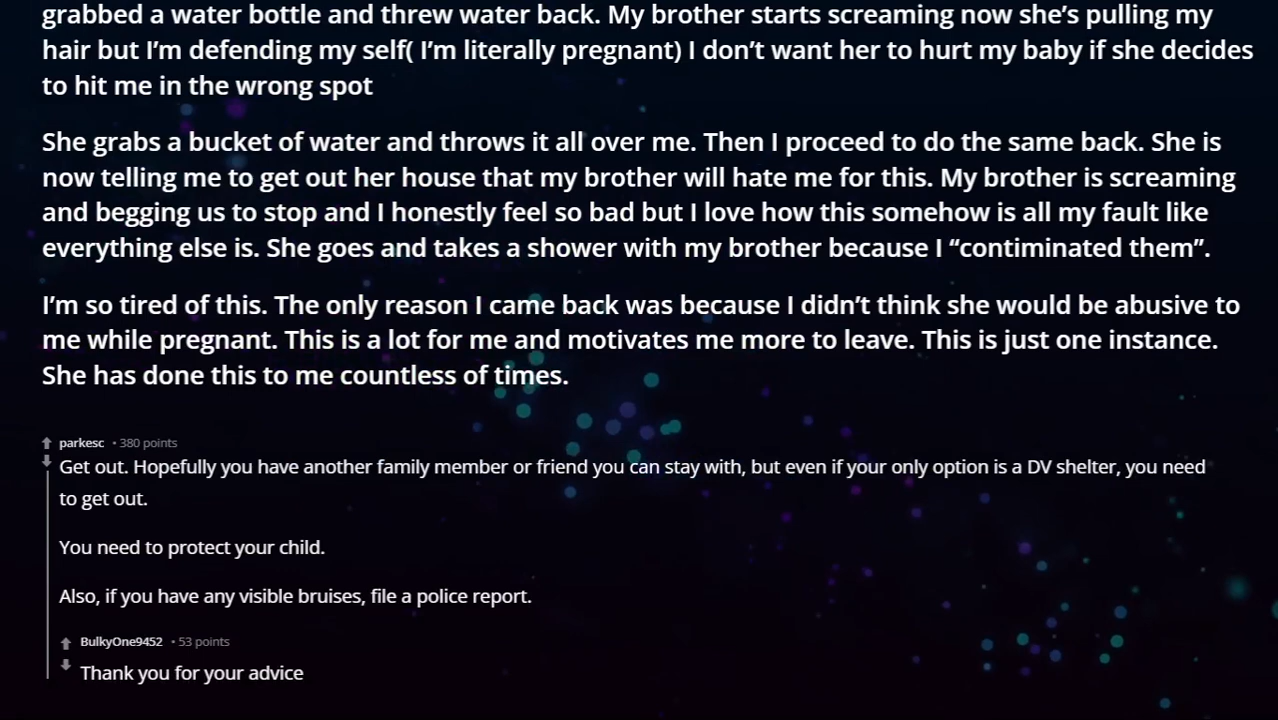 grabbed a water bottle and threw water back. My brother starts screaming now she's pulling my
hair but I'm defending my self( I'm literally pregnant) I don't want her to hurt my baby if she decides
to hit me in the wrong spot
She grabs a bucket of water and throws it all over me. Then I proceed to do the same back. She is
now telling me to get out her house that my brother will hate me for this. My brother is screaming
and begging us to stop and I honestly feel so bad but I love how this somehow is all my fault like
everything else is. She goes and takes a shower with my brother because I “contiminated them”.
I'm so tired of this. The only reason I came back was because I didn't think she would be abusive to
me while pregnant. This is a lot for me and motivates me more to leave. This is just one instance.
She has done this to me countless of times.
parkesc • 380 points
Get out. Hopefully you have another family member or friend you can stay with, but even if your only option is a DV shelter, you need
to get out.
You need to protect your child.
Also, if you have any visible bruises, file a police report.
BulkyOne9452 • 53 points
Thank you for your advice